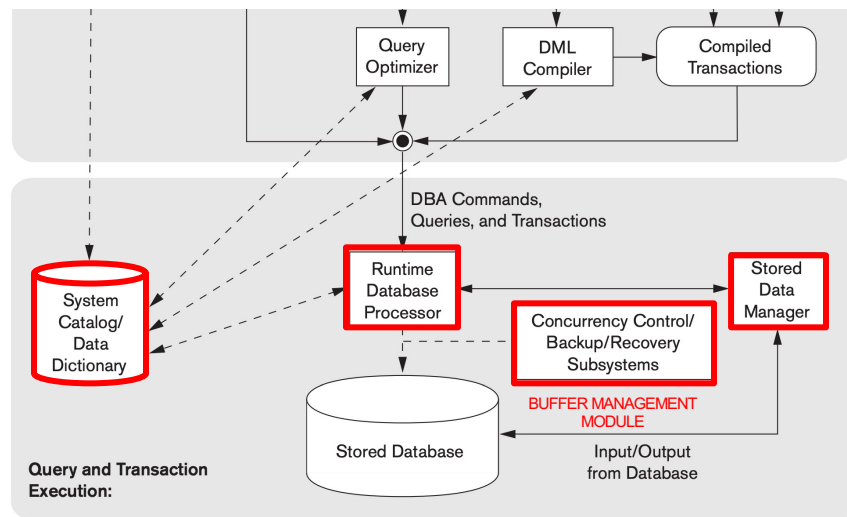 Query
Optimizer
DML
Compiler
Compiled
Transactions
DBA Commands,
Queries, and Transactions
System
Catalog/
Data
Dictionary
Runtime
Database
Processor
Stored
Data
Manager
Concurrency Control/
Backup/Recovery
Subsystems
BUFFER MANAGEMENT
MODULE
Stored Database
Input/Output
from Database
Query and Transaction
Execution: